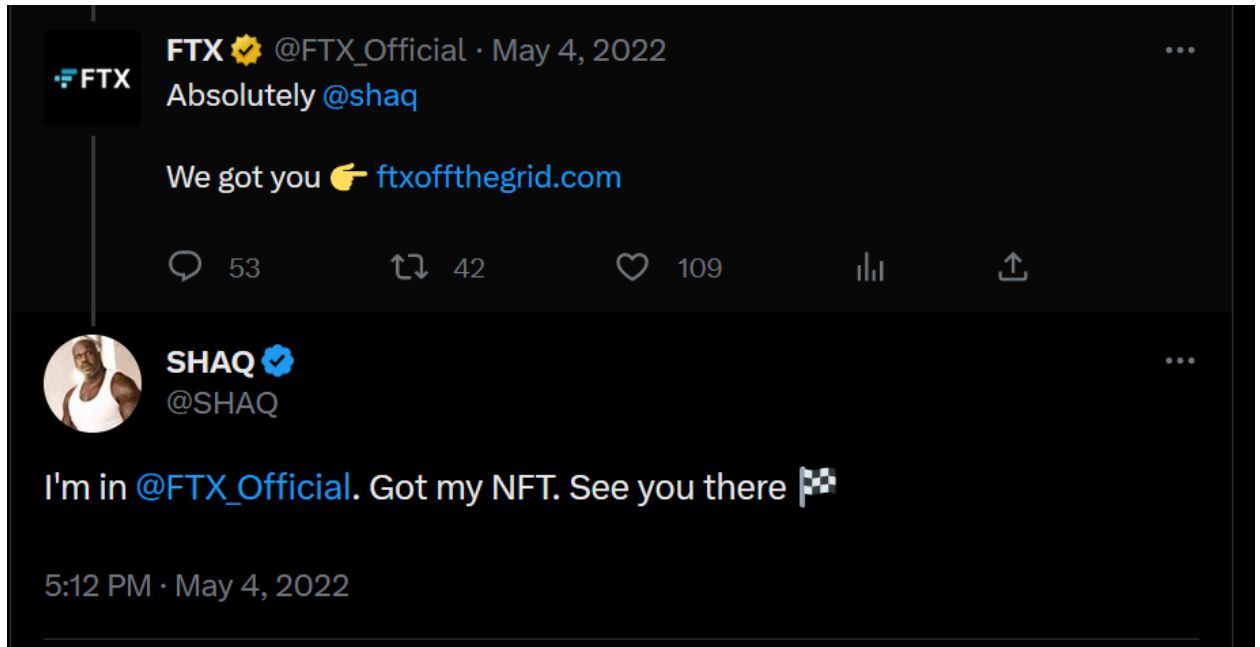 FTX @FTX_Official · May 4, 2022
FTX
Absolutely @shaq
We got you 👉 ftxoffthegrid.com
53 42 109
SHAQ
@SHAQ
I'm in @FTX_Official. Got my NFT. See you there 🏁
5:12 PM · May 4, 2022